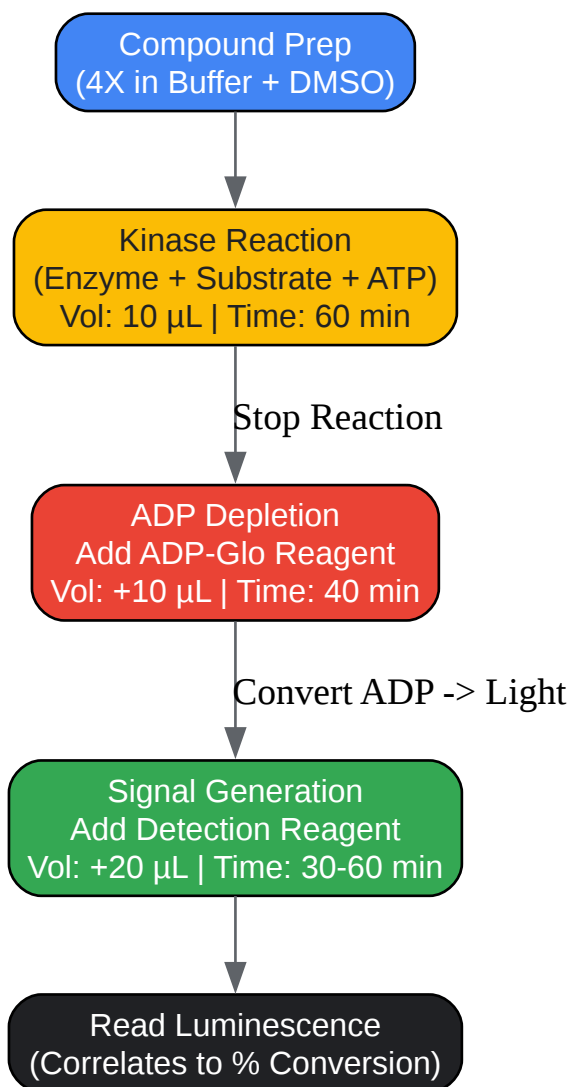 Compound Prep
(4X in Buffer + DMSO)
Kinase Reaction
(Enzyme + Substrate + ATP)
Vol: 10 µL | Time: 60 min
Stop Reaction
ADP Depletion
Add ADP-Glo Reagent
Vol: +10 µL | Time: 40 min
Convert ADP -> Light
Signal Generation
Add Detection Reagent
Vol: +20 µL | Time: 30-60 min
Read Luminescence
(Correlates to % Conversion)